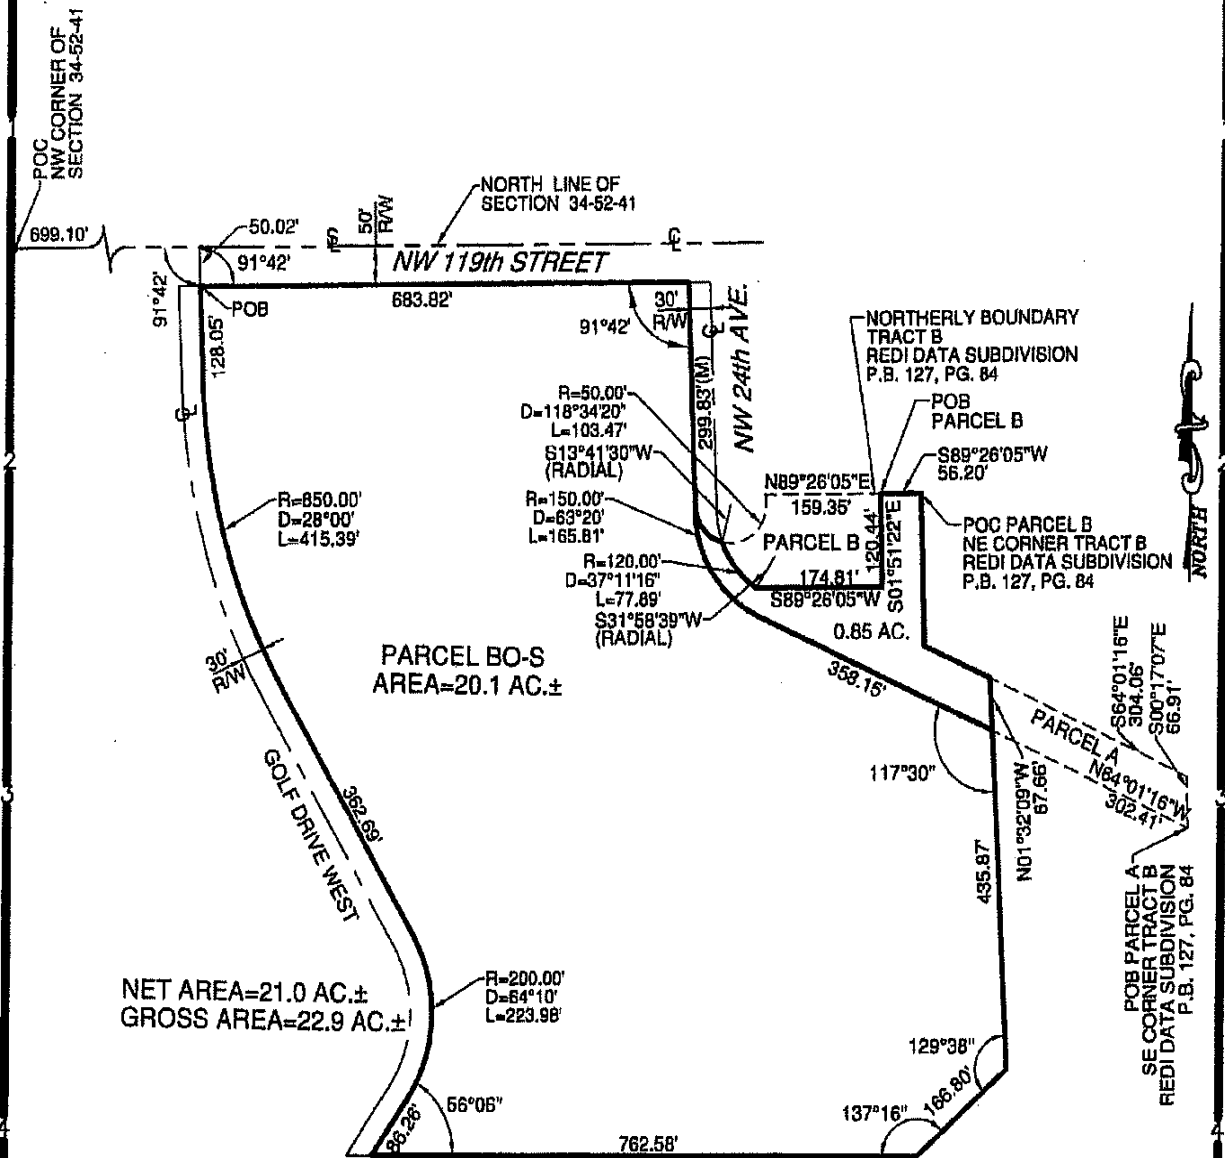 POC
NW CORNER OF
SECTION 34-52-41
699.10'
50.02'
91°42'
91°42'
POB
50'
R/W
NORTH LINE OF
SECTION 34-52-41
NW 119th STREET
683.82'
30'
R/W
91°42'
128.05'
299.83'(M)
NW 24th AVE.
R=50.00'
D=118°34'20"
L=103.47'
S13°41'30"W
(RADIAL)
R=150.00'
D=63°20'
L=165.81'
R=120.00'
D=37°11'16"
L=77.89'
S31°58'39"W
(RADIAL)
N89°26'05"E
159.35'
PARCEL B
174.81'
S89°26'05"W
120.44'
S01°51'22"E
0.85 AC.
NORTHERLY BOUNDARY
TRACT B
REDI DATA SUBDIVISION
P.B. 127, PG. 84
POB
PARCEL B
S89°26'05"W
56.20'
POC PARCEL B
NE CORNER TRACT B
REDI DATA SUBDIVISION
P.B. 127, PG. 84
NORTH
R=850.00'
D=28°00'
L=415.39'
30'
R/W
PARCEL BO-S
AREA=20.1 AC.±
358.15'
117°30"
PARCEL A
S64°01'16"E
304.06'
S00°17'07"E
66.91'
N64°01'16"W
302.41'
N01°32'09"W
67.66'
435.87'
POB PARCEL A
SE CORNER TRACT B
REDI DATA SUBDIVISION
P.B. 127, PG. 84
362.69'
GOLF DRIVE WEST
NET AREA=21.0 AC.±
GROSS AREA=22.9 AC.±
R=200.00'
D=64°10'
L=223.98'
56°06"
86.26'
762.58'
137°16"
166.80'
129°38"
2
3
4
4